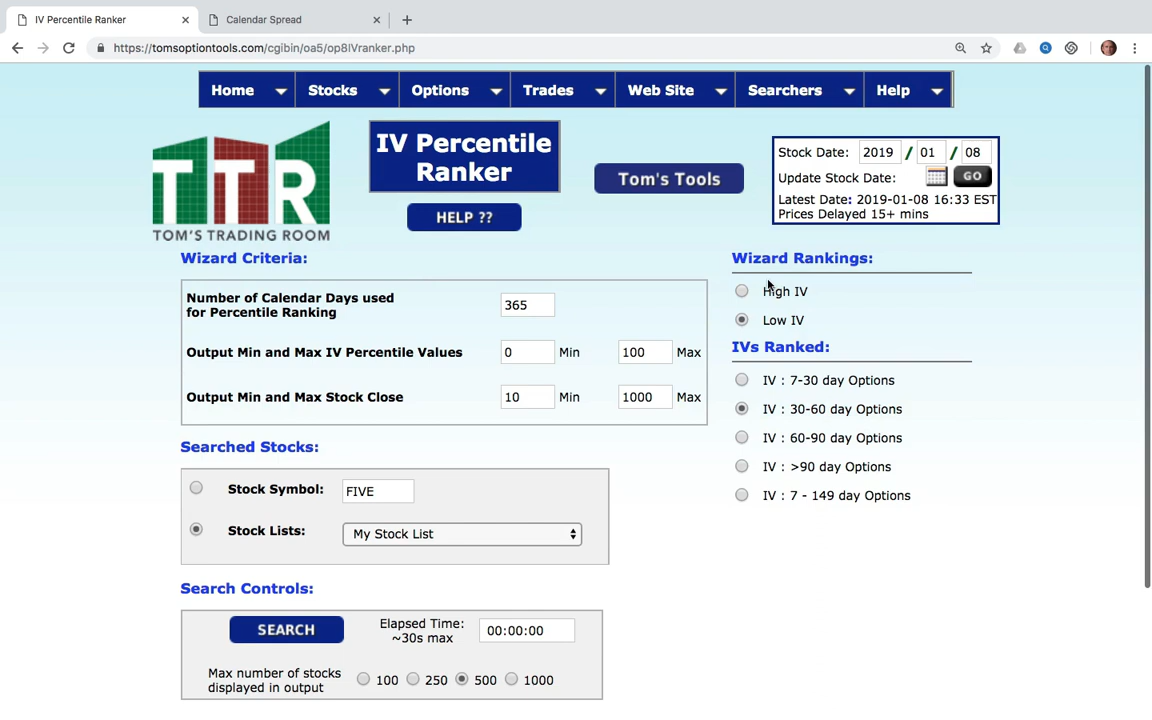 IV Percentile Ranker
Calendar Spread
https://tomsoptiontools.com/cgibin/oa5/op8IVranker.php
Home Stocks Options Trades Web Site Searchers Help
TTR
TOM'S TRADING ROOM
IV Percentile
Ranker
HELP ??
Tom's Tools
Stock Date: 2019 / 01 / 08
Update Stock Date: GO
Latest Date: 2019-01-08 16:33 EST
Prices Delayed 15+ mins
Wizard Criteria:
Number of Calendar Days used
for Percentile Ranking 365
Output Min and Max IV Percentile Values 0 Min 100 Max
Output Min and Max Stock Close 10 Min 1000 Max
Wizard Rankings:
High IV
Low IV
IVs Ranked:
IV : 7-30 day Options
IV : 30-60 day Options
IV : 60-90 day Options
IV : >90 day Options
IV : 7 - 149 day Options
Searched Stocks:
Stock Symbol: FIVE
Stock Lists: My Stock List
Search Controls:
SEARCH
Elapsed Time:
~30s max
00:00:00
Max number of stocks
displayed in output
100 250 500 1000